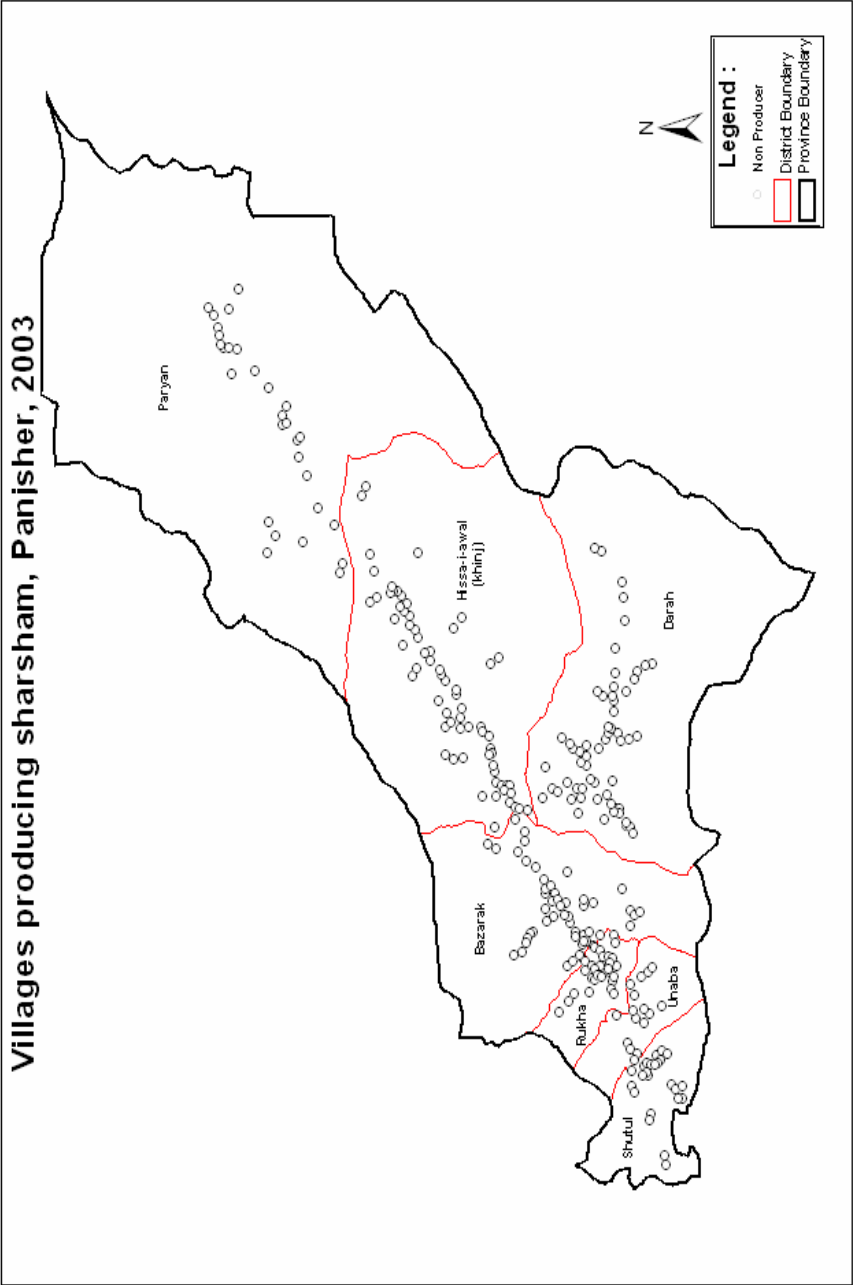 Villages producing sharsham, Panjsher, 2003
Paryan
Hissa-i-awal
(khinj)
Darah
Bazarak
Rukha
Unaba
Shutul
N
Legend :
Non Producer
District Boundary
Province Boundary